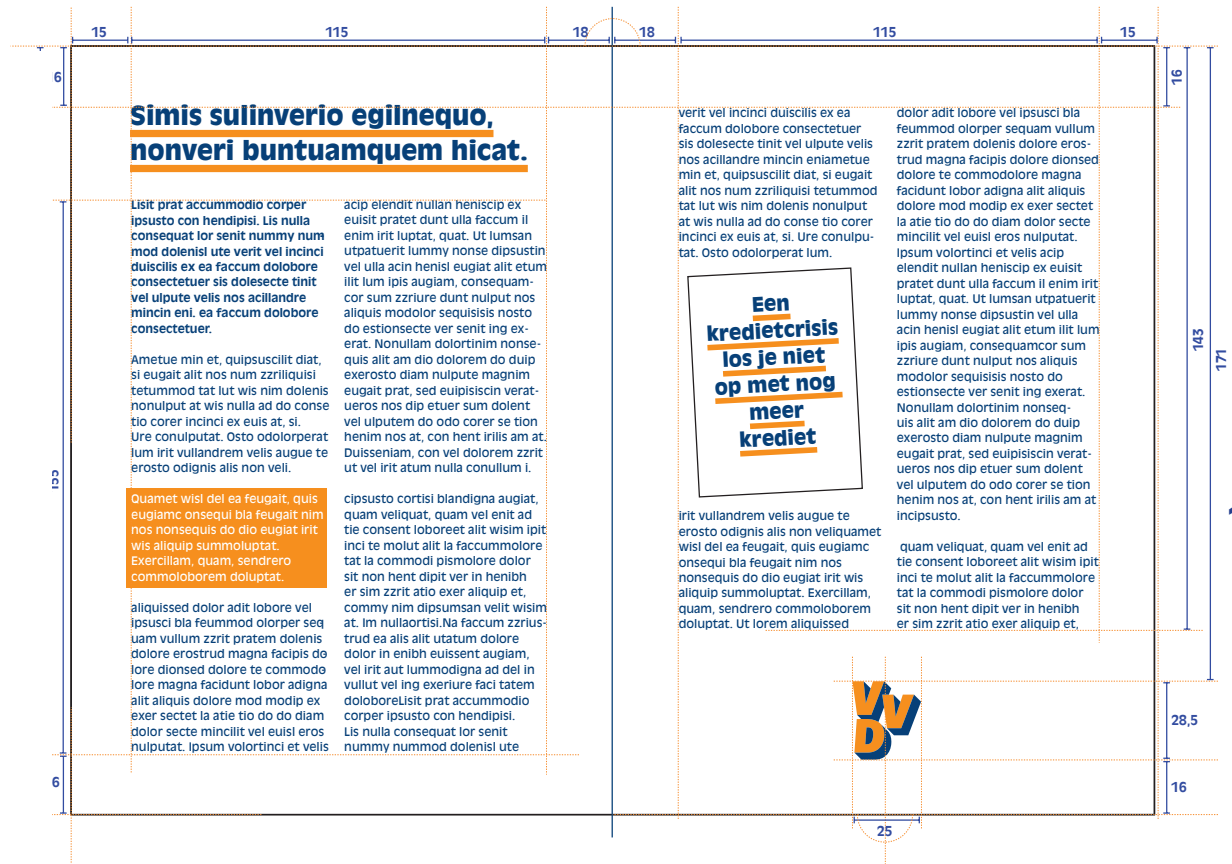 15
115
18
18
115
15
6
16
Simis sulinverio egilnequo,
nonveri buntuamquem hicat.
Lisit prat accummodio corper
ipsusto con hendipisi. Lis nulla
consequat lor senit nummy num
mod dolenisl ute verit vel incinci
duiscilis ex ea faccum dolobore
consectetuer sis dolesecte tinit
vel ulpute velis nos acillandre
mincin eni. ea faccum dolobore
consectetuer.
Ametue min et, quipsuscilit diat,
si eugait alit nos num zzriliquisi
tetummod tat lut wis nim dolenis
nonulput at wis nulla ad do conse
tio corer incinci ex euis at, si.
Ure conulputat. Osto odolorperat
lum irit vullandrem velis augue te
erosto odignis alis non veli.
Quamet wisl del ea feugait, quis
eugiamc onsequi bla feugait nim
nos nonsequis do dio eugiat irit
wis aliquip summoluptat.
Exercillam, quam, sendrero
commoloborem doluptat.
aliquissed dolor adit lobore vel
ipsusci bla feummod olorper seq
uam vullum zzrit pratem dolenis
dolore erostrud magna facipis do
lore dionsed dolore te commodo
lore magna facidunt lobor adigna
alit aliquis dolore mod modip ex
exer sectet la atie tio do do diam
dolor secte mincilit vel euisl eros
nulputat. Ipsum volortinci et velis
acip elendit nullan heniscip ex
euisit pratet dunt ulla faccum il
enim irit luptat, quat. Ut lumsan
utpatuerit lummy nonse dipsustin
vel ulla acin henisl eugiat alit etum
ilit lum ipis augiam, consequam-
cor sum zzriure dunt nulput nos
aliquis modolor sequisisis nosto
do estionsecte ver senit ing ex-
erat. Nonullam dolortinim nonse-
quis alit am dio dolorem do duip
exerosto diam nulpute magnim
eugait prat, sed euipisiscin verat-
ueros nos dip etuer sum dolent
vel ulputem do odo corer se tion
henim nos at, con hent irilis am at.
Duisseniam, con vel dolorem zzrit
ut vel irit atum nulla conullum i.
cipsusto cortisi blandigna augiat,
quam veliquat, quam vel enit ad
tie consent loboreet alit wisim ipit
inci te molut alit la faccummolore
tat la commodi pismolore dolor
sit non hent dipit ver in henibh
er sim zzrit atio exer aliquip et,
commy nim dipsumsan velit wisim
at. Im nullaortisi.Na faccum zzrius-
trud ea alis alit utatum dolore
dolor in enibh euissent augiam,
vel irit aut lummodigna ad del in
vullut vel ing exeriure faci tatem
doloboreLisit prat accummodio
corper ipsusto con hendipisi.
Lis nulla consequat lor senit
nummy nummod dolenisl ute
verit vel incinci duiscilis ex ea
faccum dolobore consectetuer
sis dolesecte tinit vel ulpute velis
nos acillandre mincin eniametue
min et, quipsuscilit diat, si eugait
alit nos num zzriliquisi tetummod
tat lut wis nim dolenis nonulput
at wis nulla ad do conse tio corer
incinci ex euis at, si. Ure conulpu-
tat. Osto odolorperat lum.
Een
kredietcrisis
los je niet
op met nog
meer
krediet
irit vullandrem velis augue te
erosto odignis alis non veliquamet
wisl del ea feugait, quis eugiamc
onsequi bla feugait nim nos
nonsequis do dio eugiat irit wis
aliquip summoluptat. Exercillam,
quam, sendrero commoloborem
doluptat. Ut lorem aliquissed
dolor adit lobore vel ipsusci bla
feummod olorper sequam vullum
zzrit pratem dolenis dolore eros-
trud magna facipis dolore dionsed
dolore te commodolore magna
facidunt lobor adigna alit aliquis
dolore mod modip ex exer sectet
la atie tio do do diam dolor secte
mincilit vel euisl eros nulputat.
Ipsum volortinci et velis acip
elendit nullan heniscip ex euisit
pratet dunt ulla faccum il enim irit
luptat, quat. Ut lumsan utpatuerit
lummy nonse dipsustin vel ulla
acin henisl eugiat alit etum ilit lum
ipis augiam, consequamcor sum
zzriure dunt nulput nos aliquis
modolor sequisisis nosto do
estionsecte ver senit ing exerat.
Nonullam dolortinim nonseq-
uis alit am dio dolorem do duip
exerosto diam nulpute magnim
eugait prat, sed euipisiscin verat-
ueros nos dip etuer sum dolent
vel ulputem do odo corer se tion
henim nos at, con hent irilis am at
incipsusto.
quam veliquat, quam vel enit ad
tie consent loboreet alit wisim ipit
inci te molut alit la faccummolore
tat la commodi pismolore dolor
sit non hent dipit ver in henibh
er sim zzrit atio exer aliquip et,
143
171
VVD
28,5
6
16
25